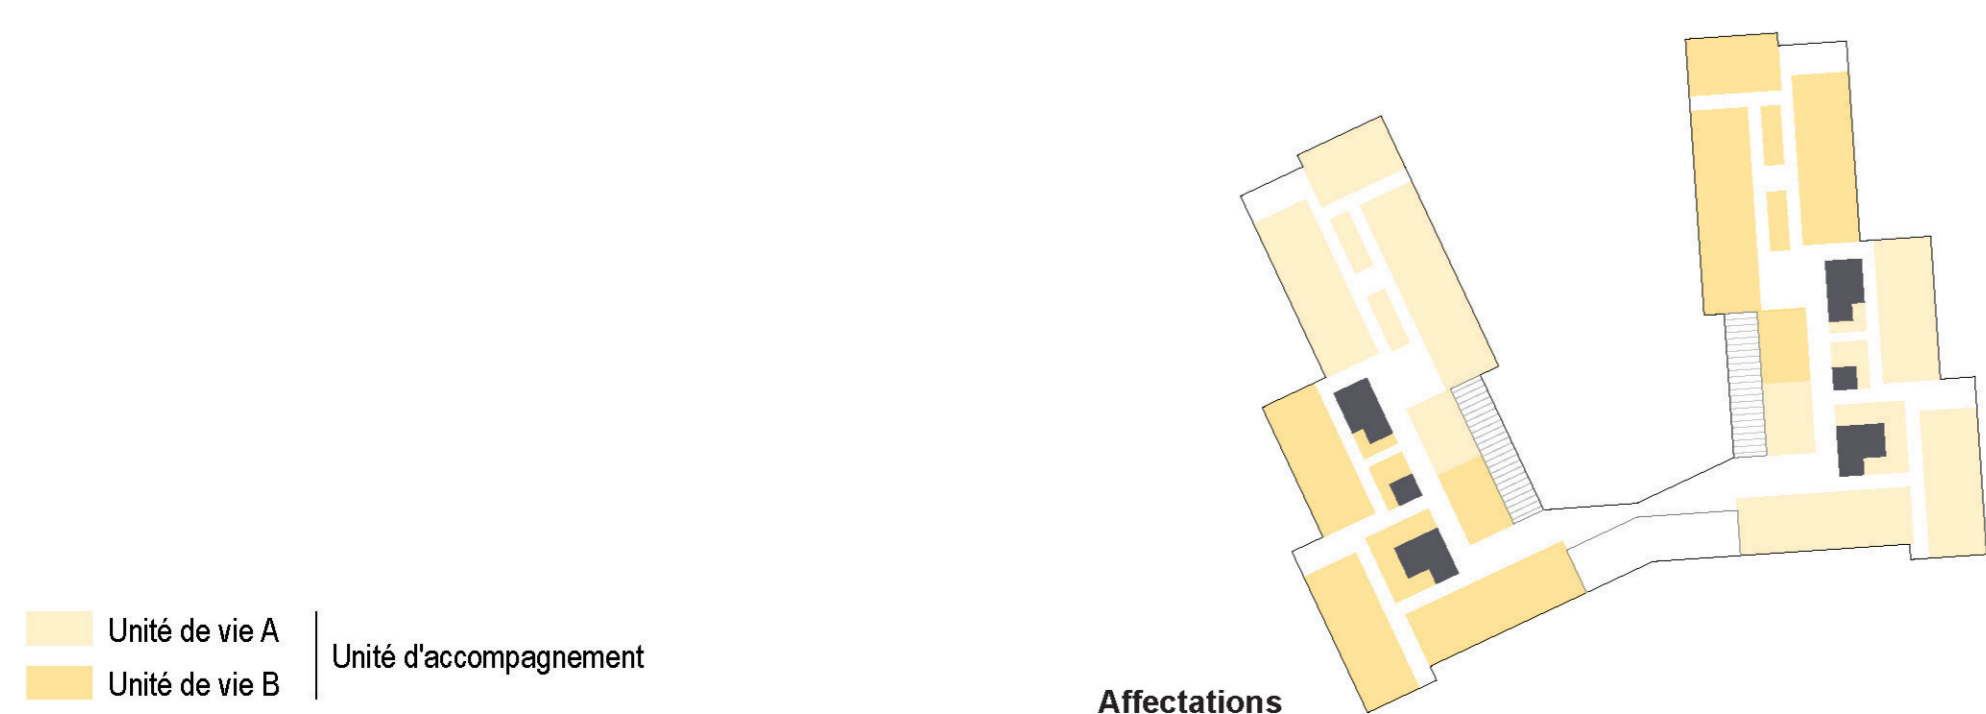 Unité de vie A
Unité de vie B
Unité d'accompagnement
Affectations